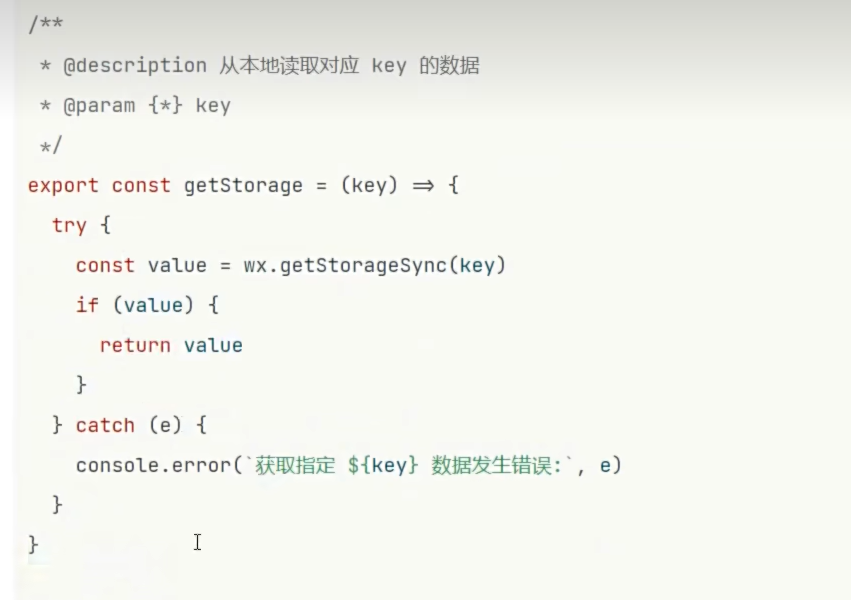 /**
 * @description 从本地读取对应 key 的数据
 * @param {*} key
 */
export const getStorage = (key) => {
  try {
    const value = wx.getStorageSync(key)
    if (value) {
      return value
    }
  } catch (e) {
    console.error(`获取指定 ${key} 数据发生错误:`, e)
  }
}